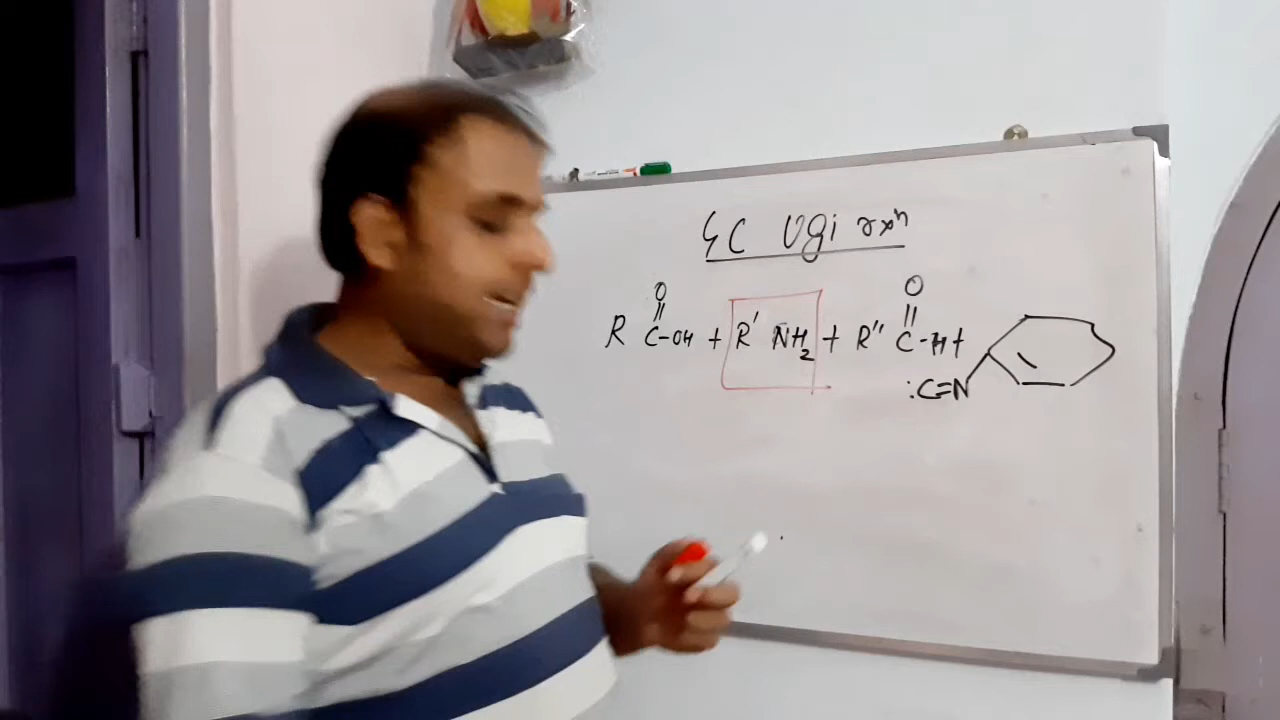 4C Ugi rxn
O O
R C-OH + R' NH2 + R'' C-H +
:C≡N